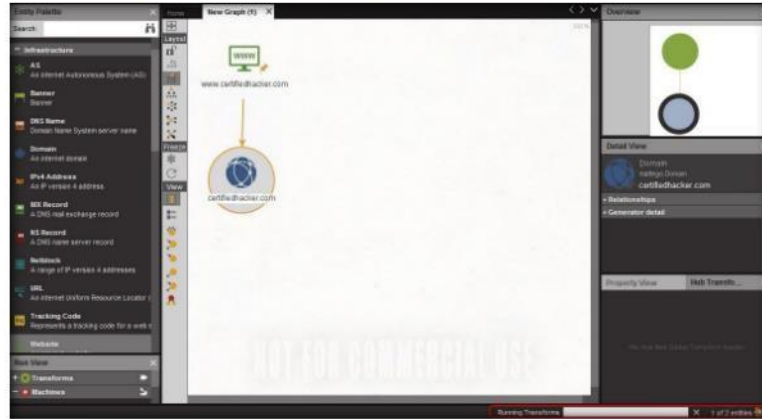 Entity Palette
Search:
Infrastructure
AS
An internet Autonomous System (AS)
Banner
Banner
DNS Name
Domain Name System server name
Domain
An internet domain
IPv4 Address
An IP version 4 address
MX Record
A DNS mail exchange record
NS Record
A DNS name server record
Netblock
A range of IP version 4 addresses
URL
An internet Uniform Resource Locator (
Tracking Code
Represents a tracking code for a web s
Website
Run View
+ Transforms
- Machines
Home
New Graph (1) X
Layout
Freeze
View
WWW
www.certifiedhacker.com
certifiedhacker.com
NOT FOR COMMERCIAL USE
Overview
Detail View
Domain
maltego.Domain
certifiedhacker.com
Relationships
Generator detail
Property View
Hub Transfo...
Running Transforms
X 1 of 2 entities